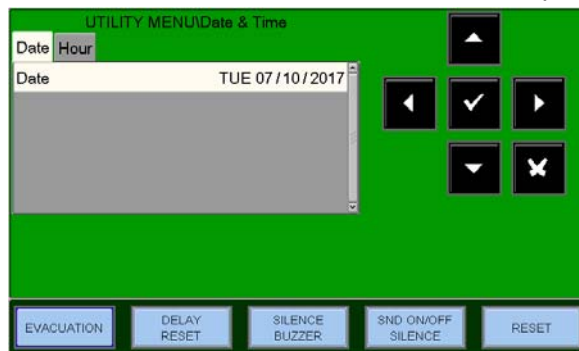 UTILITY MENU\Date & Time
Date Hour
Date TUE 07/10/2017
EVACUATION
DELAY
RESET
SILENCE
BUZZER
SND ON/OFF
SILENCE
RESET